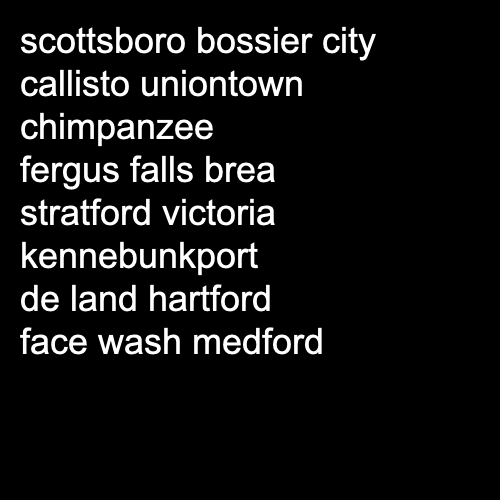 scottsboro bossier city
callisto uniontown
chimpanzee
fergus falls brea
stratford victoria
kennebunkport
de land hartford
face wash medford